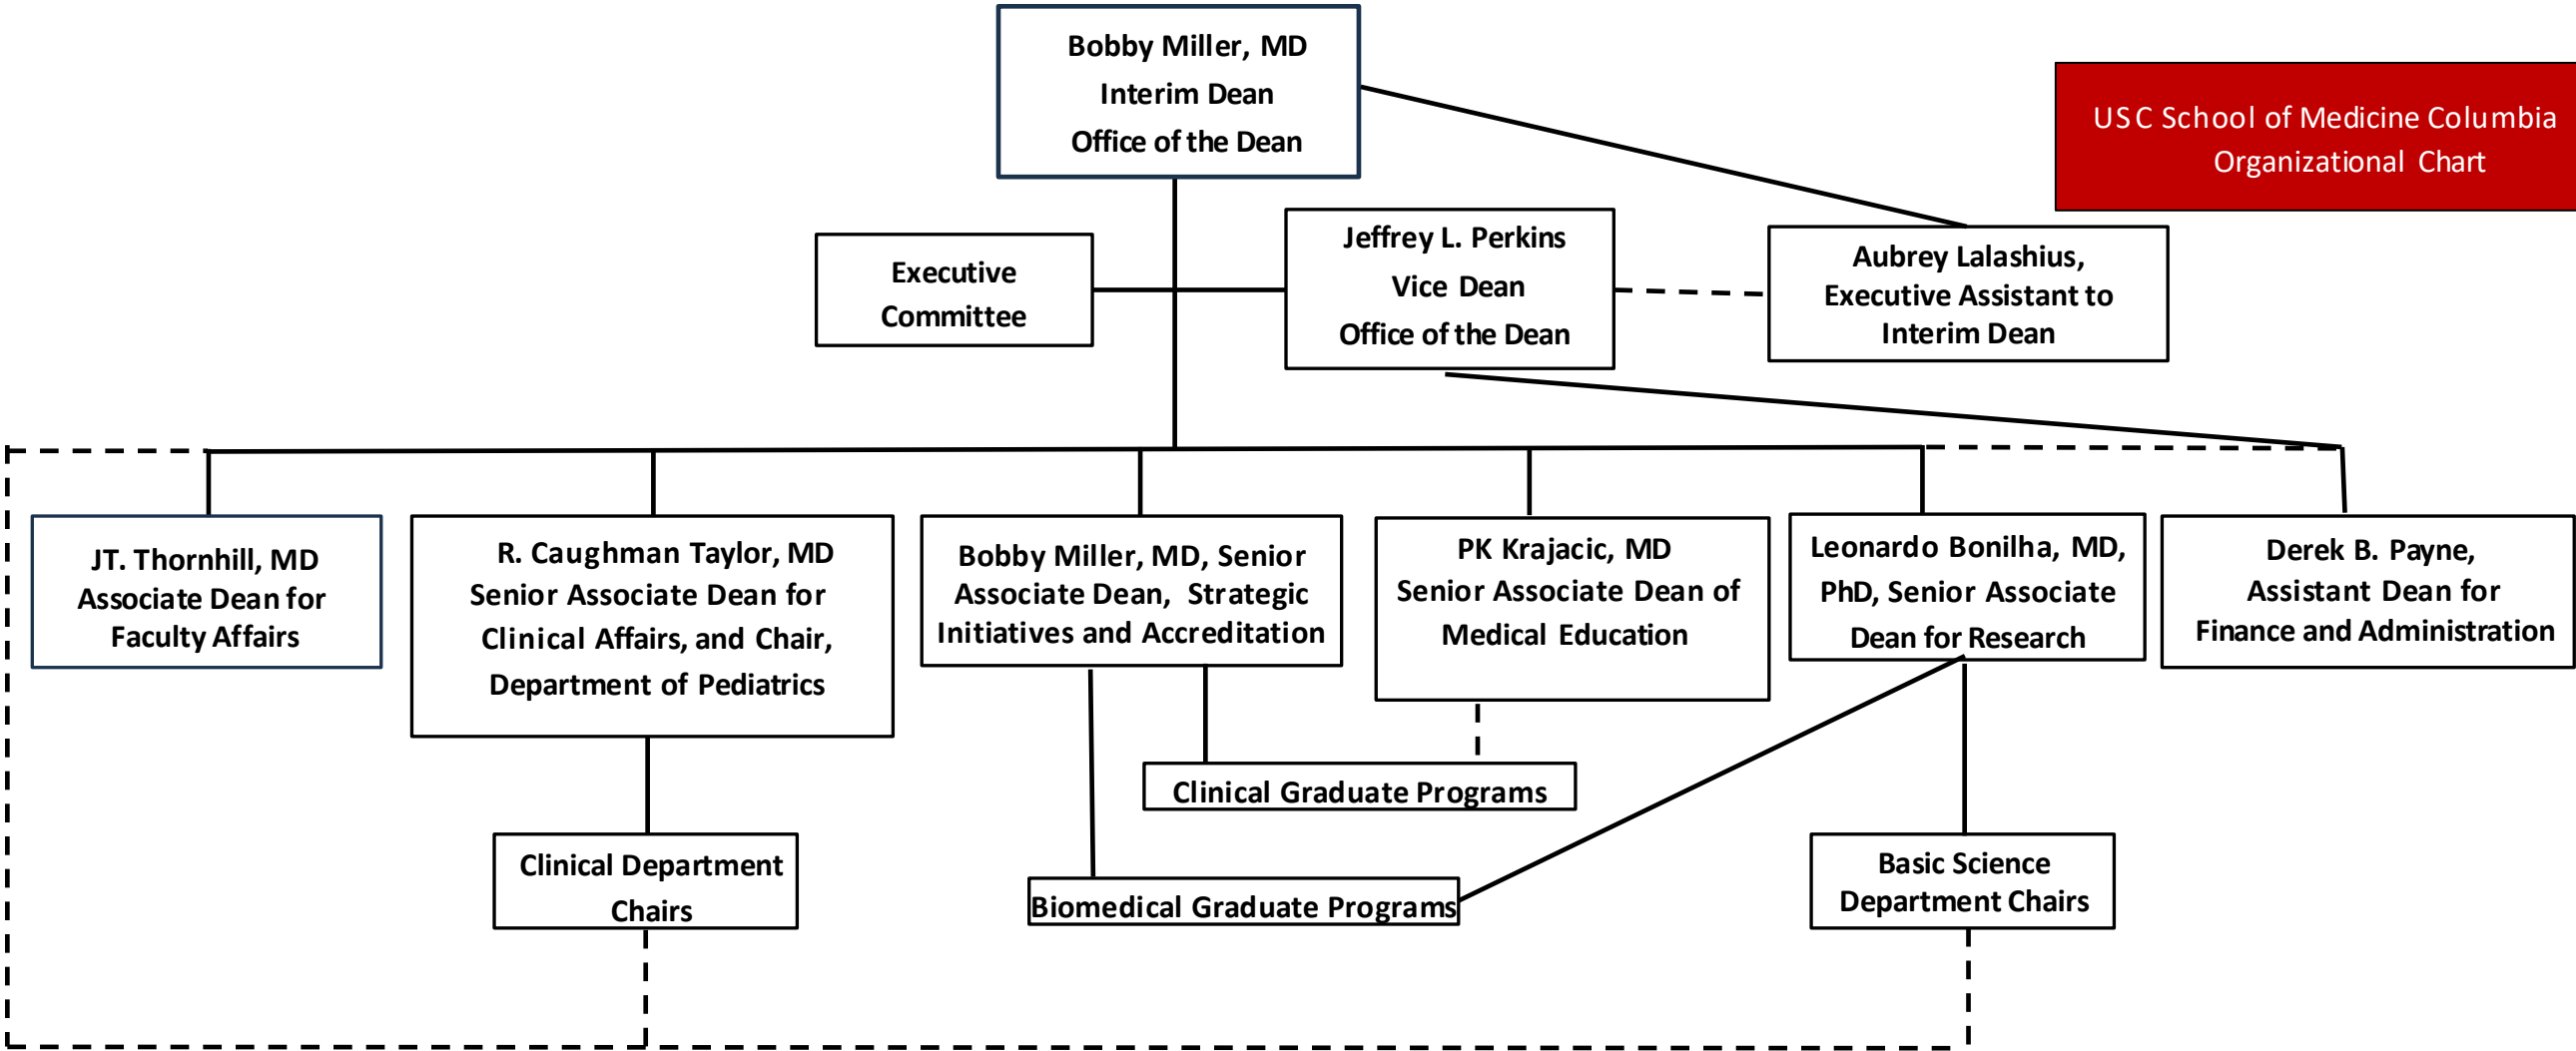 Bobby Miller, MD
Interim Dean
Office of the Dean
USC School of Medicine Columbia
Organizational Chart
Executive
Committee
Jeffrey L. Perkins
Vice Dean
Office of the Dean
Aubrey Lalashius,
Executive Assistant to
Interim Dean
JT. Thornhill, MD
Associate Dean for
Faculty Affairs
R. Caughman Taylor, MD
Senior Associate Dean for
Clinical Affairs, and Chair,
Department of Pediatrics
Bobby Miller, MD, Senior
Associate Dean, Strategic
Initiatives and Accreditation
PK Krajacic, MD
Senior Associate Dean of
Medical Education
Leonardo Bonilha, MD,
PhD, Senior Associate
Dean for Research
Derek B. Payne,
Assistant Dean for
Finance and Administration
Clinical Graduate Programs
Clinical Department
Chairs
Biomedical Graduate Programs
Basic Science
Department Chairs